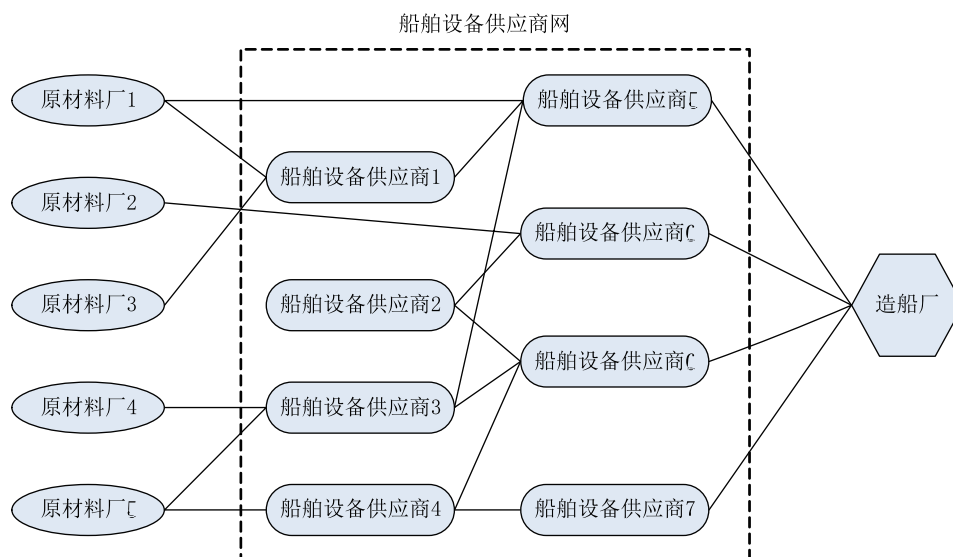 船舶设备供应商网
原材料厂1
船舶设备供应商
船舶设备供应商1
原材料厂2
船舶设备供应商
原材料厂3
船舶设备供应商2
造船厂
船舶设备供应商
原材料厂4
船舶设备供应商3
原材料厂
船舶设备供应商4
船舶设备供应商7